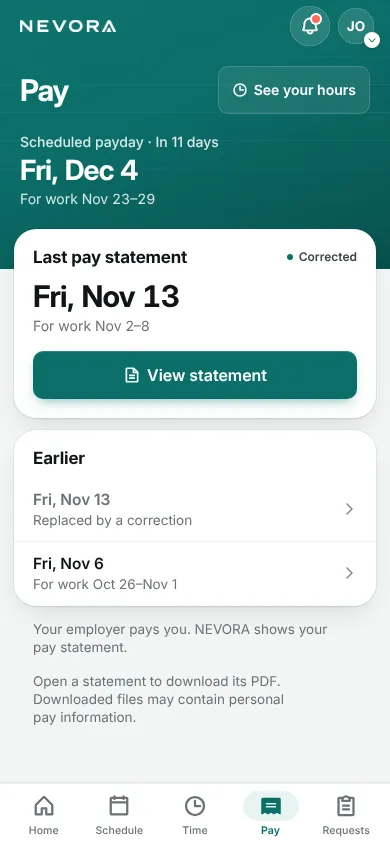 NEVORA
JO
Pay
See your hours
Scheduled payday · In 11 days
Fri, Dec 4
For work Nov 23–29
Last pay statement
Corrected
Fri, Nov 13
For work Nov 2–8
View statement
Earlier
Fri, Nov 13
Replaced by a correction
Fri, Nov 6
For work Oct 26–Nov 1
Your employer pays you. NEVORA shows your
pay statement.
Open a statement to download its PDF.
Downloaded files may contain personal
pay information.
Home
Schedule
Time
Pay
Requests